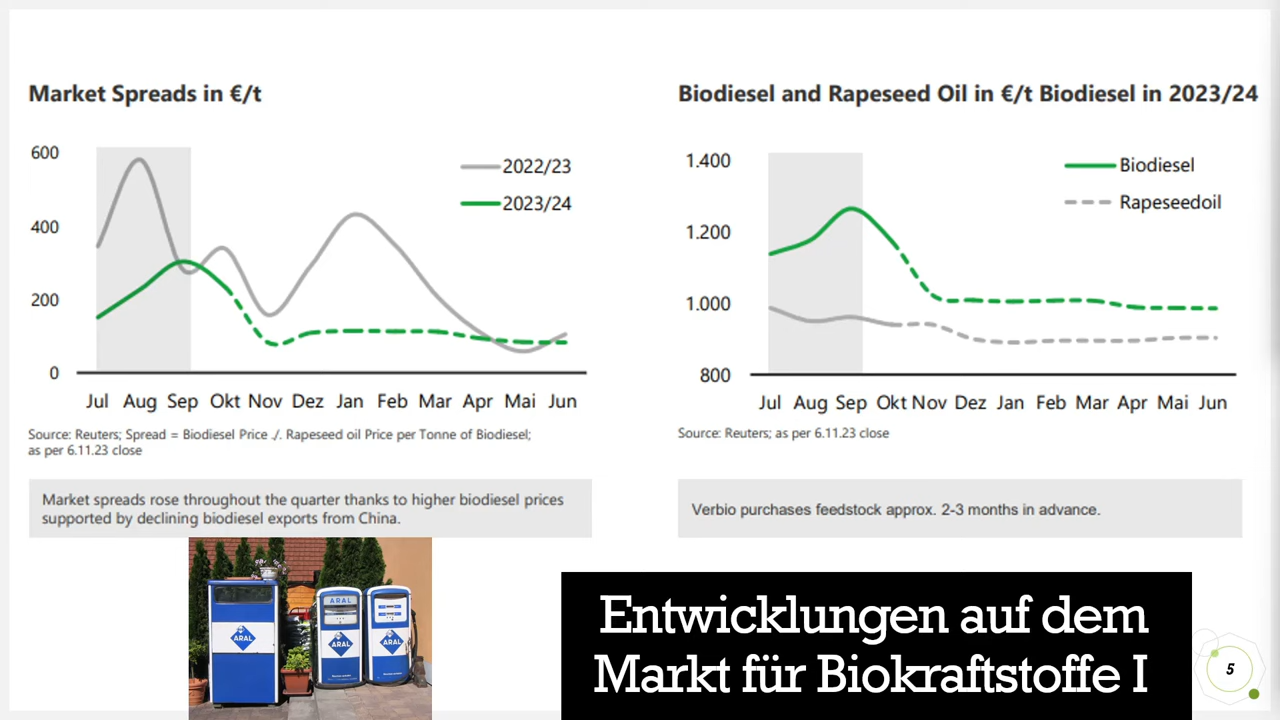 Market Spreads in €/t
600
400
200
0
2022/23
2023/24
Jul Aug Sep Okt Nov Dez Jan Feb Mar Apr Mai Jun
Source: Reuters; Spread = Biodiesel Price ./. Rapeseed oil Price per Tonne of Biodiesel;
as per 6.11.23 close
Market spreads rose throughout the quarter thanks to higher biodiesel prices
supported by declining biodiesel exports from China.
Biodiesel and Rapeseed Oil in €/t Biodiesel in 2023/24
1.400
1.200
1.000
800
Biodiesel
Rapeseedoil
Jul Aug Sep Okt Nov Dez Jan Feb Mar Apr Mai Jun
Source: Reuters; as per 6.11.23 close
Verbio purchases feedstock approx. 2-3 months in advance.
ARAL
ARAL
ARAL
ARAL
Entwicklungen auf dem
Markt für Biokraftstoffe I
5